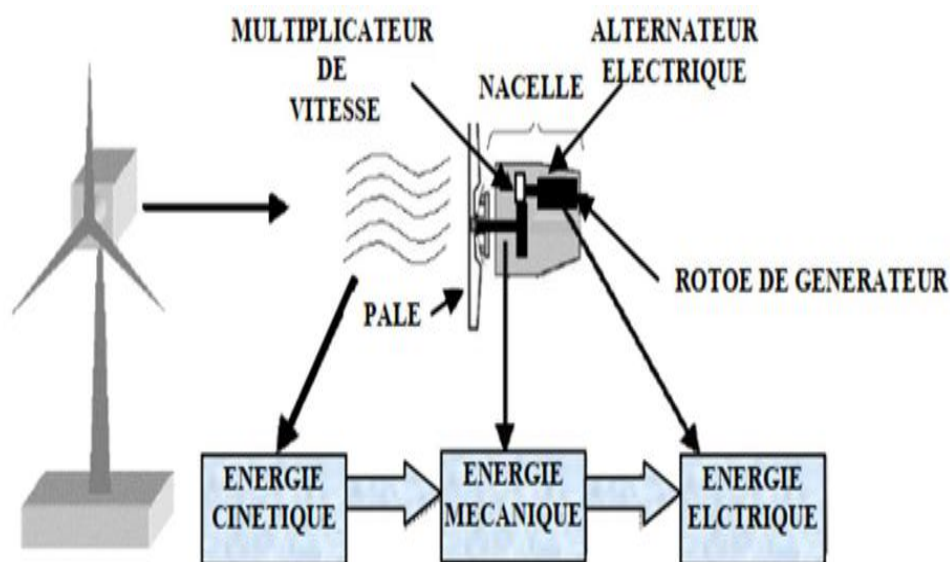 MULTIPLICATEUR
DE
VITESSE
NACELLE
ALTERNATEUR
ELECTRIQUE
PALE
ROTOE DE GENERATEUR
ENERGIE
CINETIQUE
ENERGIE
MECANIQUE
ENERGIE
ELCTRIQUE